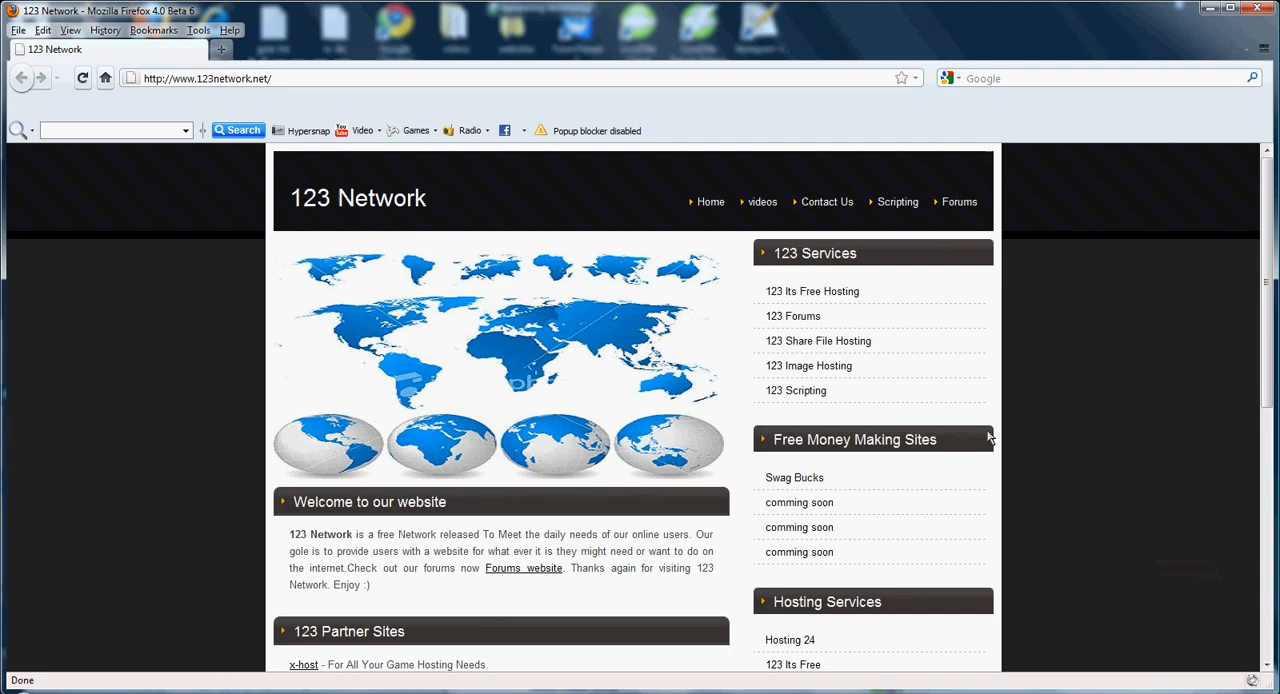 123 Network - Mozilla Firefox 4.0 Beta 6
File Edit View History Bookmarks Tools Help
123 Network
http://www.123network.net/
Google
Search Hypersnap You Tube Video Games Radio Popup blocker disabled
123 Network
Home videos Contact Us Scripting Forums
123 Services
123 Its Free Hosting
123 Forums
123 Share File Hosting
123 Image Hosting
123 Scripting
Free Money Making Sites
Swag Bucks
comming soon
comming soon
comming soon
Hosting Services
Hosting 24
123 Its Free
Welcome to our website
123 Network is a free Network released To Meet the daily needs of our online users. Our
gole is to provide users with a website for what ever it is they might need or want to do on
the internet.Check out our forums now Forums website. Thanks again for visiting 123
Network. Enjoy :)
123 Partner Sites
x-host - For All Your Game Hosting Needs.
Done